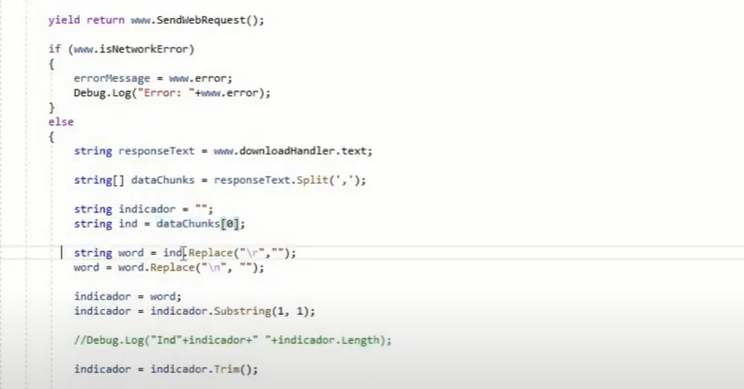 yield return www.SendWebRequest();
if (www.isNetworkError)
{
errorMessage = www.error;
Debug.Log("Error: "+www.error);
}
else
{
string responseText = www.downloadHandler.text;
string[] dataChunks = responseText.Split(',');
string indicador = "";
string ind = dataChunks[0];
string word = ind.Replace("\r","");
word = word.Replace("\n", "");
indicador = word;
indicador = indicador.Substring(1, 1);
//Debug.Log("Ind"+indicador+" "+indicador.Length);
indicador = indicador.Trim();